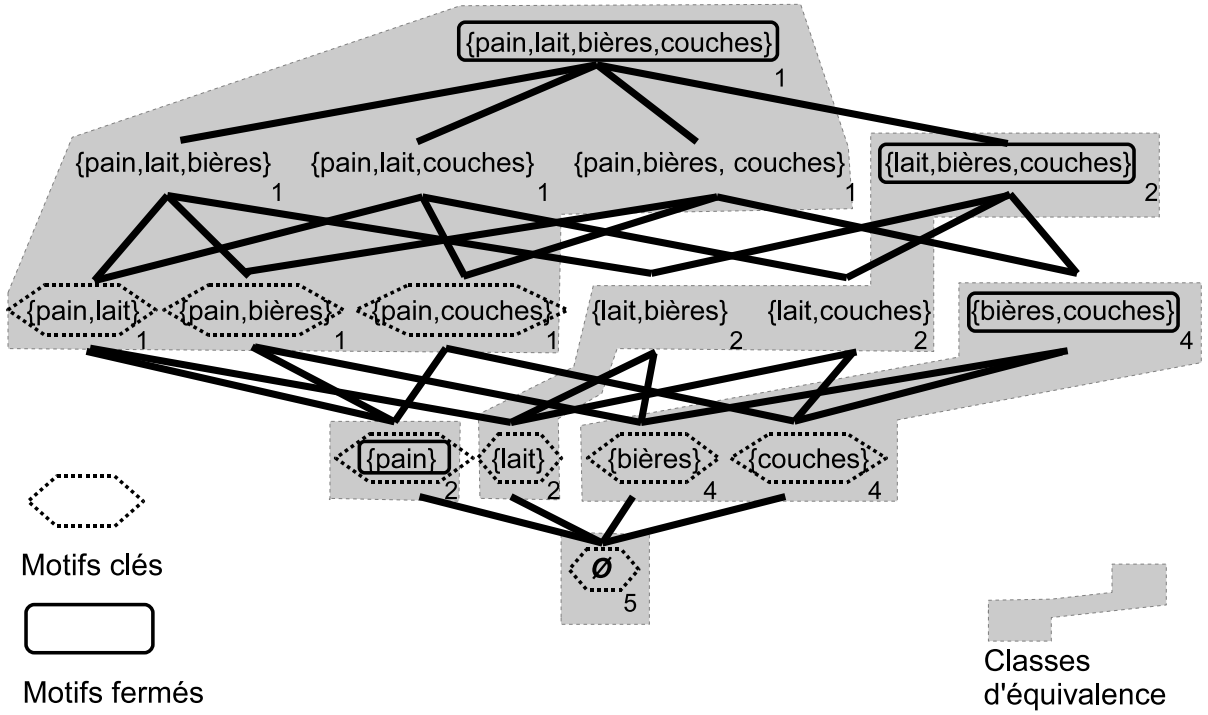 {pain,lait,bières,couches}
1
{pain,lait,bières} {pain,lait,couches} {pain,bières, couches} {lait,bières,couches}
1 1 1 2
{pain,lait} {pain,bières} {pain,couches} {lait,bières} {lait,couches} {bières,couches}
1 1 1 2 2 4
{pain} {lait} {bières} {couches}
2 2 4 4
Ø
5
Motifs clés
Motifs fermés
Classes
d'équivalence